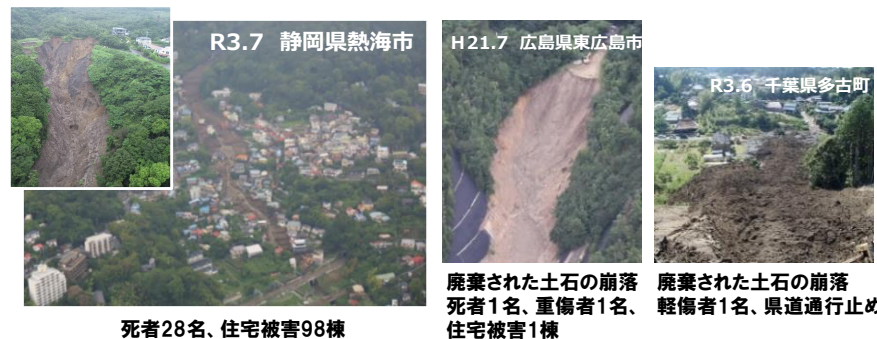 R3.7 静岡県熱海市
死者28名、住宅被害98棟
H21.7 広島県東広島市
廃棄された土石の崩落
死者1名、重傷者1名、
住宅被害1棟
R3.6 千葉県多古町
廃棄された土石の崩落
軽傷者1名、県道通行止め